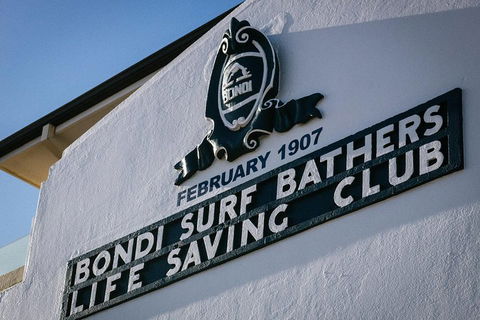 BONDI
FEBRUARY 1907
BONDI SURF BATHERS
LIFE SAVING CLUB